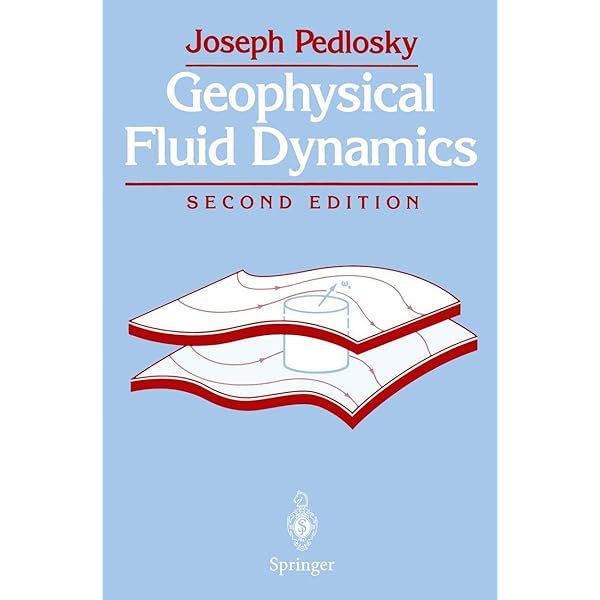 Joseph Pedlosky
Geophysical
Fluid Dynamics
SECOND EDITION
Springer